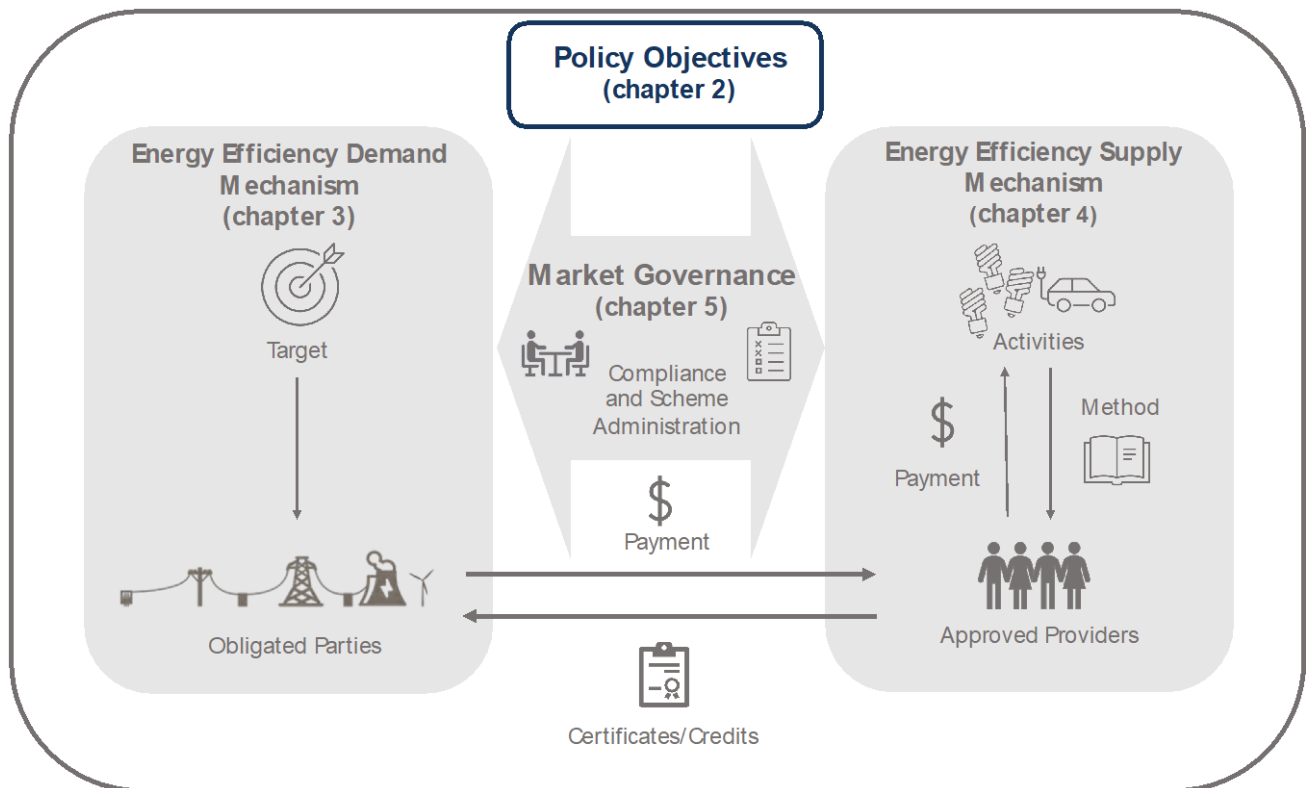 Policy Objectives
(chapter 2)
Energy Efficiency Demand
Mechanism
(chapter 3)
Target
Obligated Parties
Market Governance
(chapter 5)
Compliance
and Scheme
Administration
$
Payment
Certificates/Credits
Energy Efficiency Supply
Mechanism
(chapter 4)
Activities
$
Payment
Method
Approved Providers